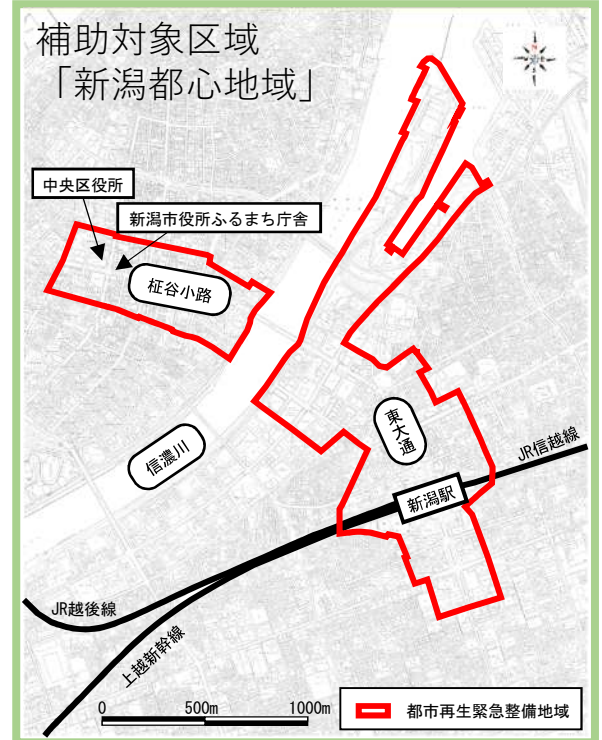 補助対象区域
「新潟都心地域」
中央区役所
新潟市役所ふるまち庁舎
柾谷小路
東大通
信濃川
JR信越線
新潟駅
JR越後線
上越新幹線
0 500m 1000m
都市再生緊急整備地域